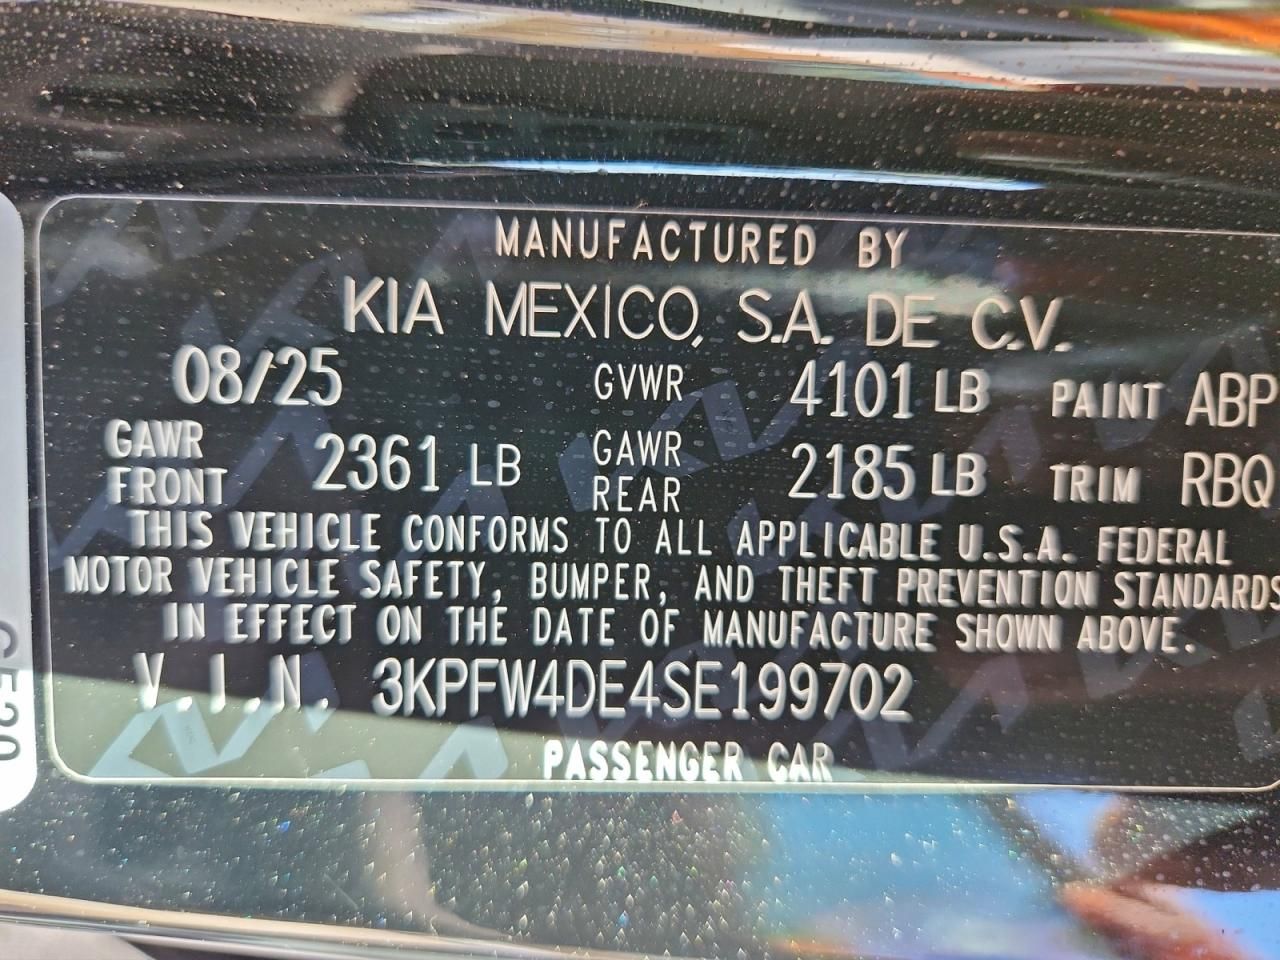 MANUFACTURED BY
KIA MEXICO, S.A. DE C.V.
08/25 GVWR 4101 LB PAINT ABP
GAWR FRONT 2361 LB GAWR REAR 2185 LB TRIM RBQ
THIS VEHICLE CONFORMS TO ALL APPLICABLE U.S.A. FEDERAL
MOTOR VEHICLE SAFETY, BUMPER, AND THEFT PREVENTION STANDARDS
IN EFFECT ON THE DATE OF MANUFACTURE SHOWN ABOVE.
V.I.N. 3KPFW4DE4SE199702
PASSENGER CAR